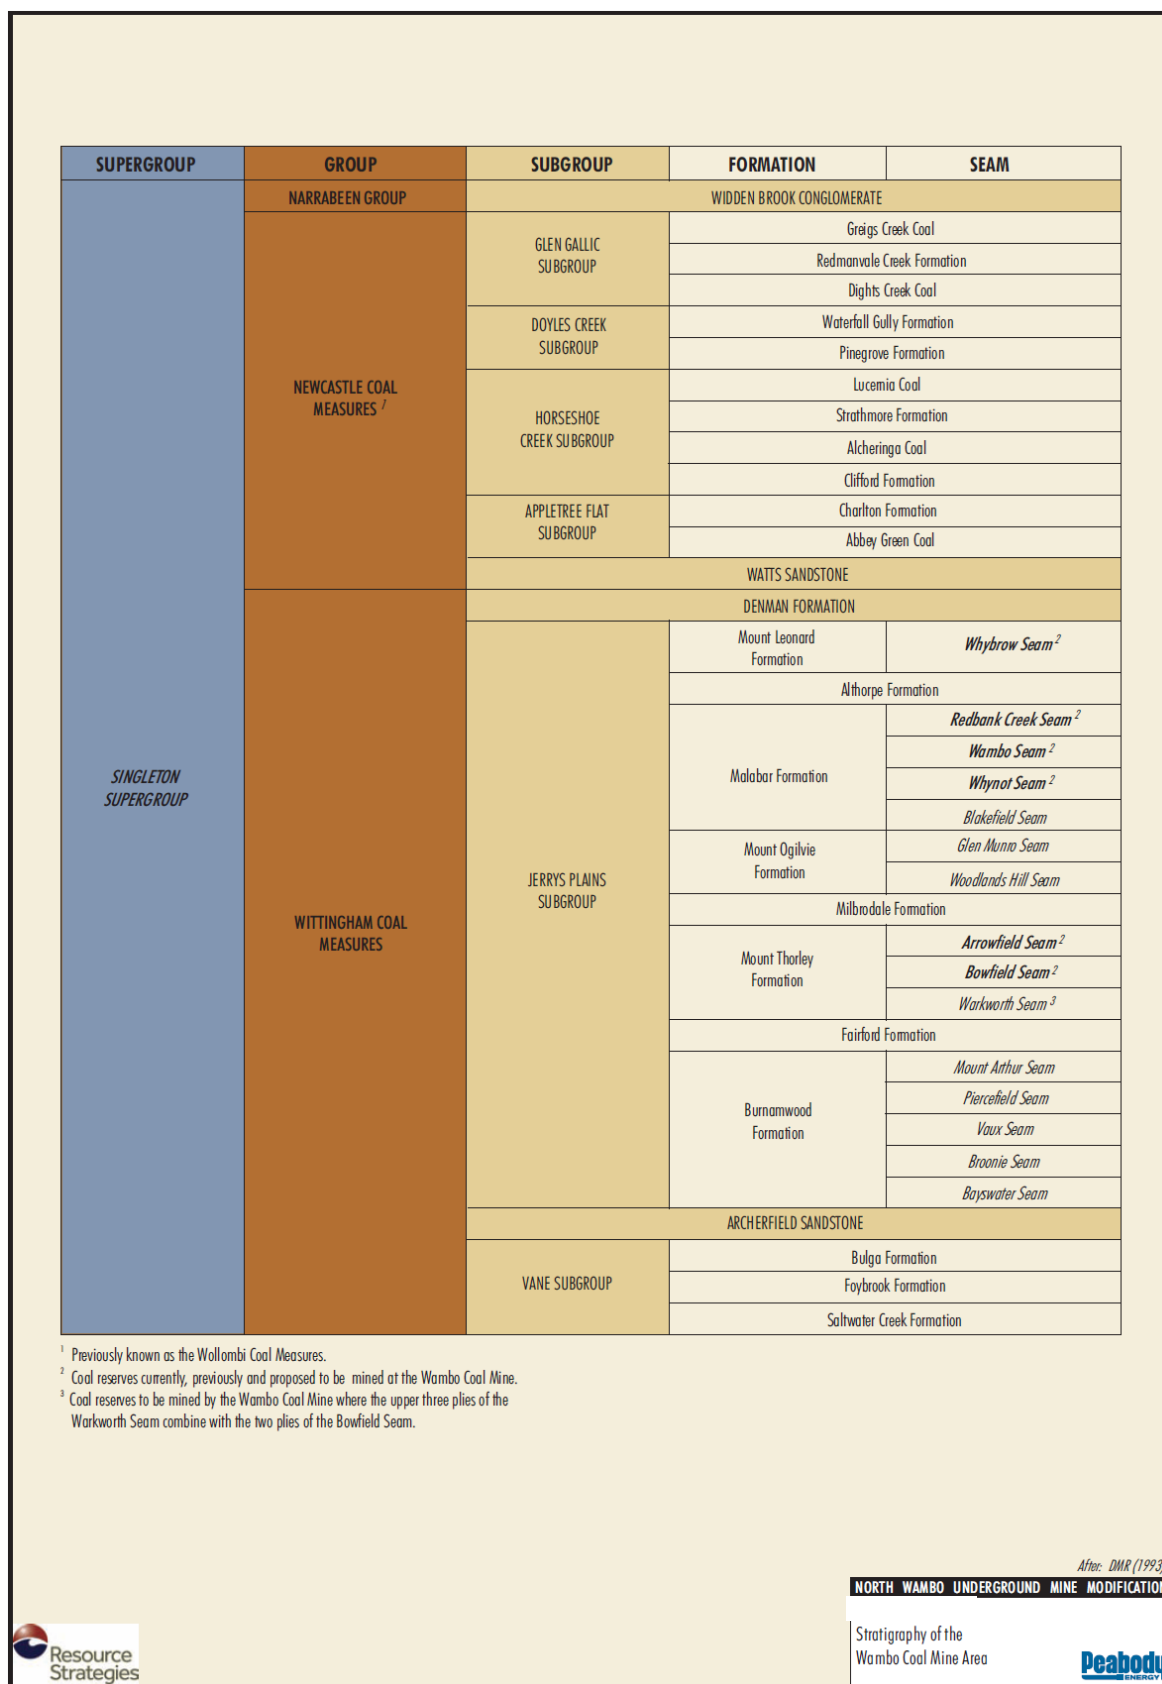 SUPERGROUP GROUP SUBGROUP FORMATION SEAM
NARRABEEN GROUP WIDDEN BROOK CONGLOMERATE
GLEN GALLIC
SUBGROUP
Greigs Creek Coal
Redmanvale Creek Formation
Dights Creek Coal
DOYLES CREEK
SUBGROUP
Waterfall Gully Formation
Pinegrove Formation
NEWCASTLE COAL
MEASURES 1
HORSESHOE
CREEK SUBGROUP
Lucernia Coal
Strathmore Formation
Alcheringa Coal
Clifford Formation
APPLETREE FLAT
SUBGROUP
Charlton Formation
Abbey Green Coal
WATTS SANDSTONE
DENMAN FORMATION
Mount Leonard
Formation
Whybrow Seam 2
Althorpe Formation
SINGLETON
SUPERGROUP
Malabar Formation
Redbank Creek Seam 2
Wambo Seam 2
Whynot Seam 2
Blakefield Seam
Mount Ogilvie
Formation
Glen Munro Seam
Woodlands Hill Seam
JERRYS PLAINS
SUBGROUP
WITTINGHAM COAL
MEASURES
Milbrodale Formation
Mount Thorley
Formation
Arrowfield Seam 2
Bowfield Seam 2
Warkworth Seam 3
Fairford Formation
Burnamwood
Formation
Mount Arthur Seam
Piercefield Seam
Vaux Seam
Broonie Seam
Bayswater Seam
ARCHERFIELD SANDSTONE
VANE SUBGROUP
Bulga Formation
Foybrook Formation
Saltwater Creek Formation
1 Previously known as the Wollombi Coal Measures.
2 Coal reserves currently, previously and proposed to be mined at the Wambo Coal Mine.
3 Coal reserves to be mined by the Wambo Coal Mine where the upper three plies of the
Warkworth Seam combine with the two plies of the Bowfield Seam.
After: DMR (1993)
NORTH WAMBO UNDERGROUND MINE MODIFICATION
Stratigraphy of the
Wambo Coal Mine Area
Peabody
ENERGY
Resource
Strategies